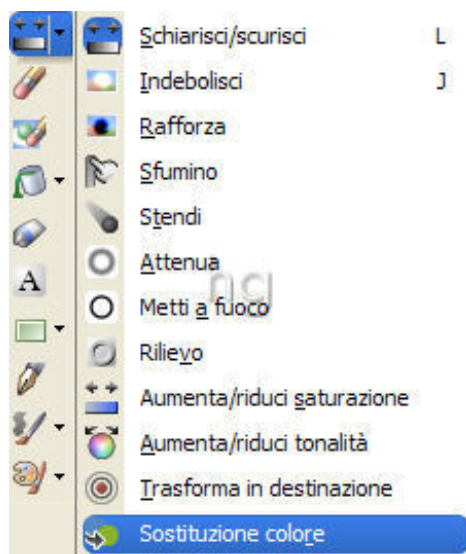 Schiarisci/scurisci L
Indebolisci J
Rafforza
Sfumino
Stendi
Attenua
A
Metti a fuoco
Rilievo
Aumenta/riduci saturazione
Aumenta/riduci tonalità
Trasforma in destinazione
Sostituzione colore